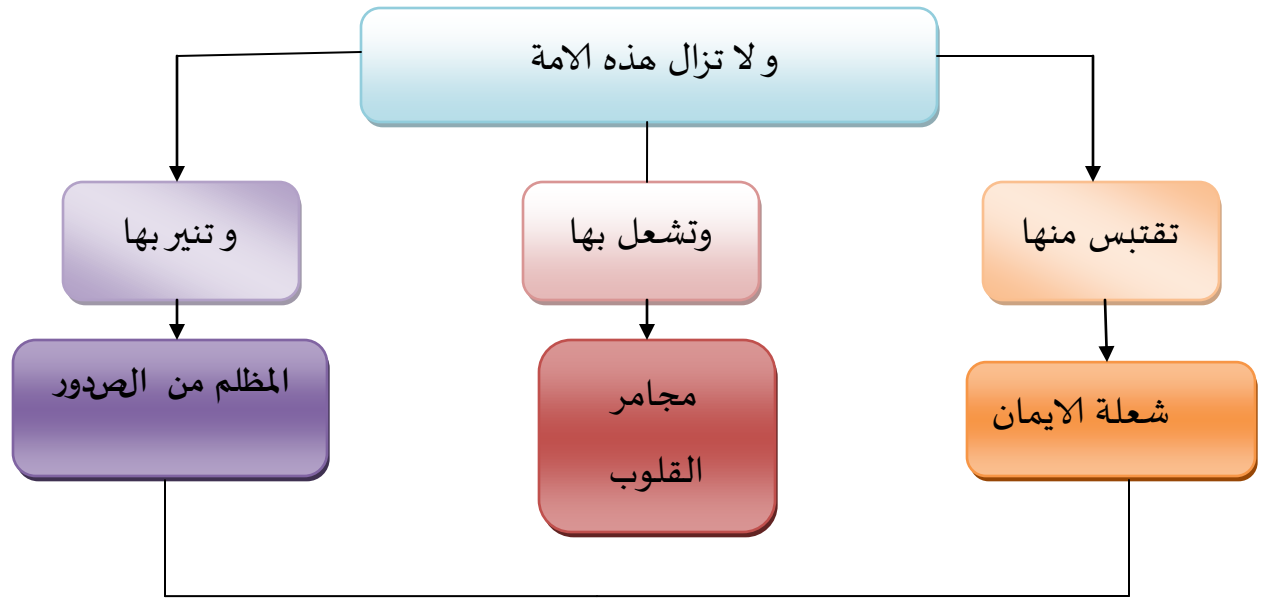 و لا تزال هذه الامة
تقتبس منها
وتشعل بها
و تنير بها
شعلة الايمان
مجامر
القلوب
المظلم من الصدور